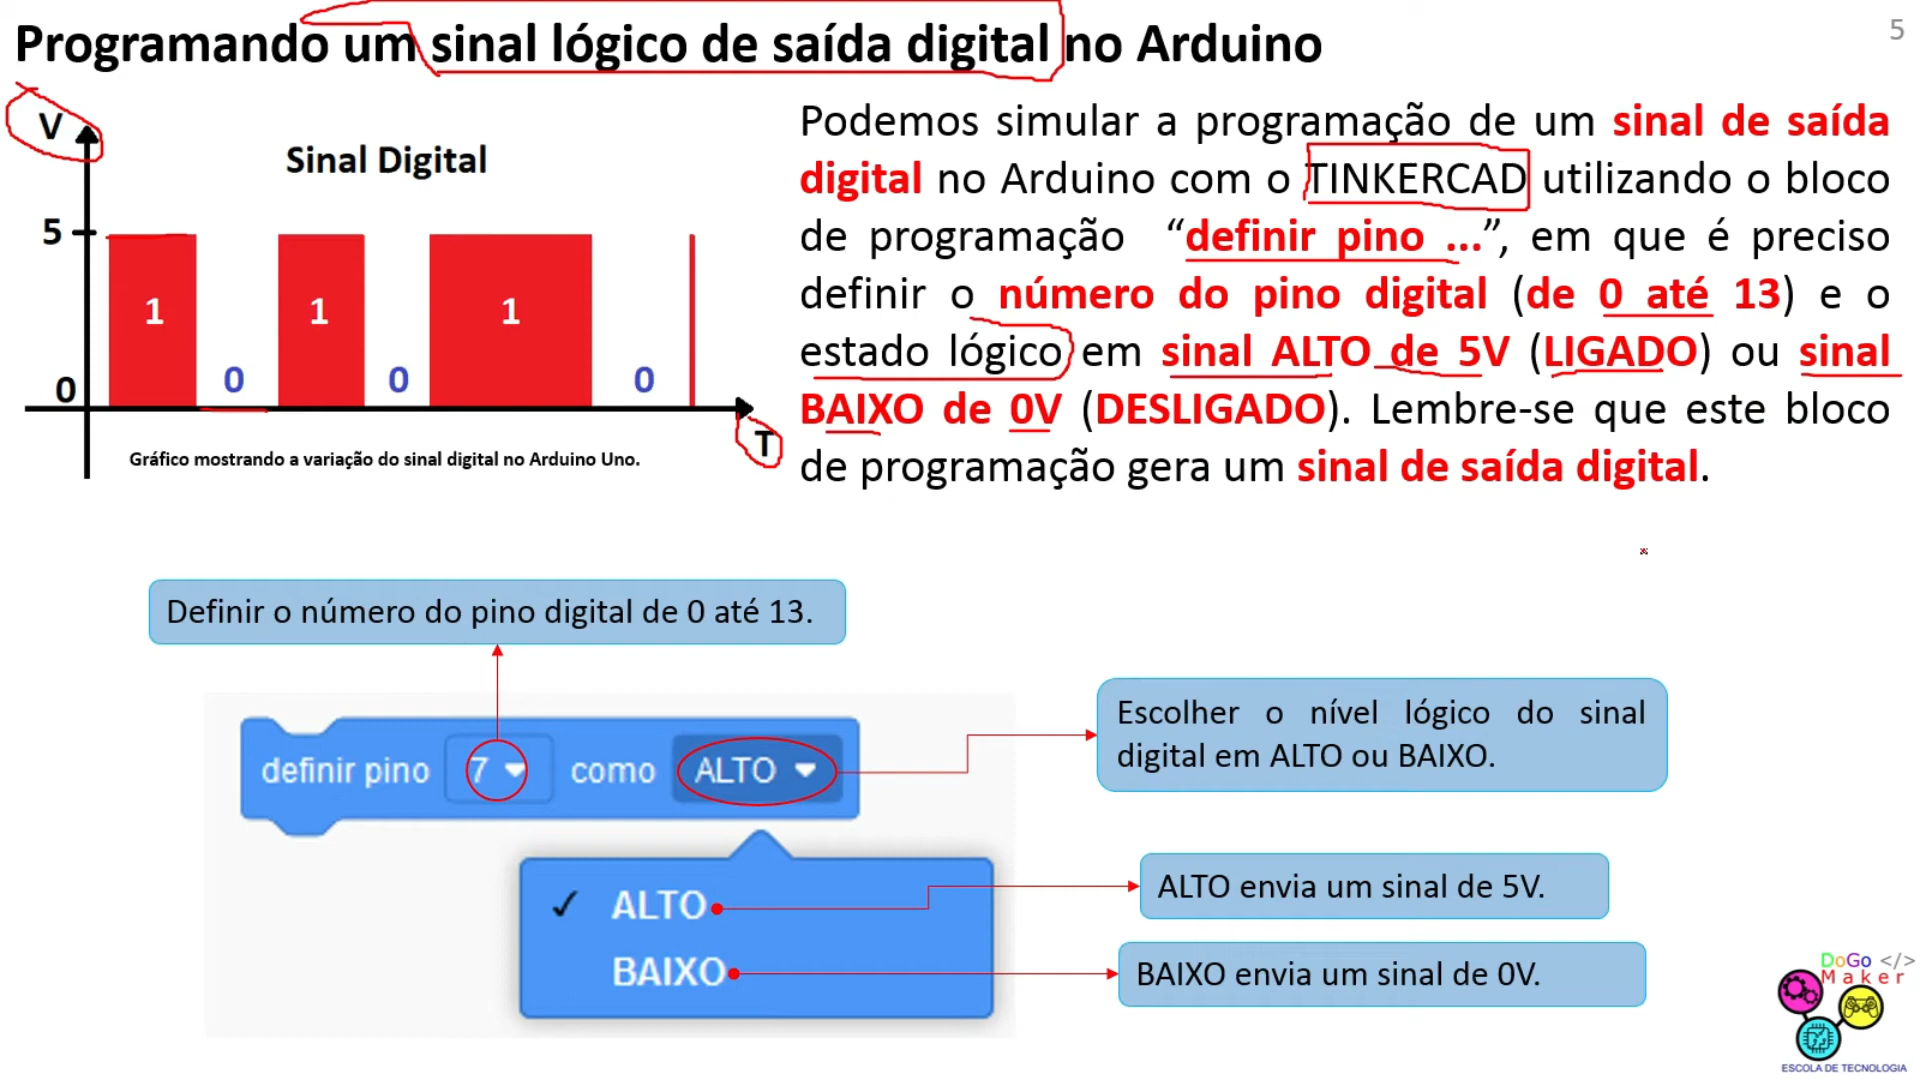 Programando um sinal lógico de saída digital no Arduino
5
V
Sinal Digital
5
1
1
1
0
0
0
0
T
Gráfico mostrando a variação do sinal digital no Arduino Uno.
Podemos simular a programação de um sinal de saída
digital no Arduino com o TINKERCAD utilizando o bloco
de programação “definir pino ...”, em que é preciso
definir o número do pino digital (de 0 até 13) e o
estado lógico em sinal ALTO de 5V (LIGADO) ou sinal
BAIXO de 0V (DESLIGADO). Lembre-se que este bloco
de programação gera um sinal de saída digital.
Definir o número do pino digital de 0 até 13.
definir pino 7 como ALTO
Escolher o nível lógico do sinal
digital em ALTO ou BAIXO.
✓ ALTO
BAIXO
ALTO envia um sinal de 5V.
BAIXO envia um sinal de 0V.
DoGo </>
Maker
ESCOLA DE TECNOLOGIA